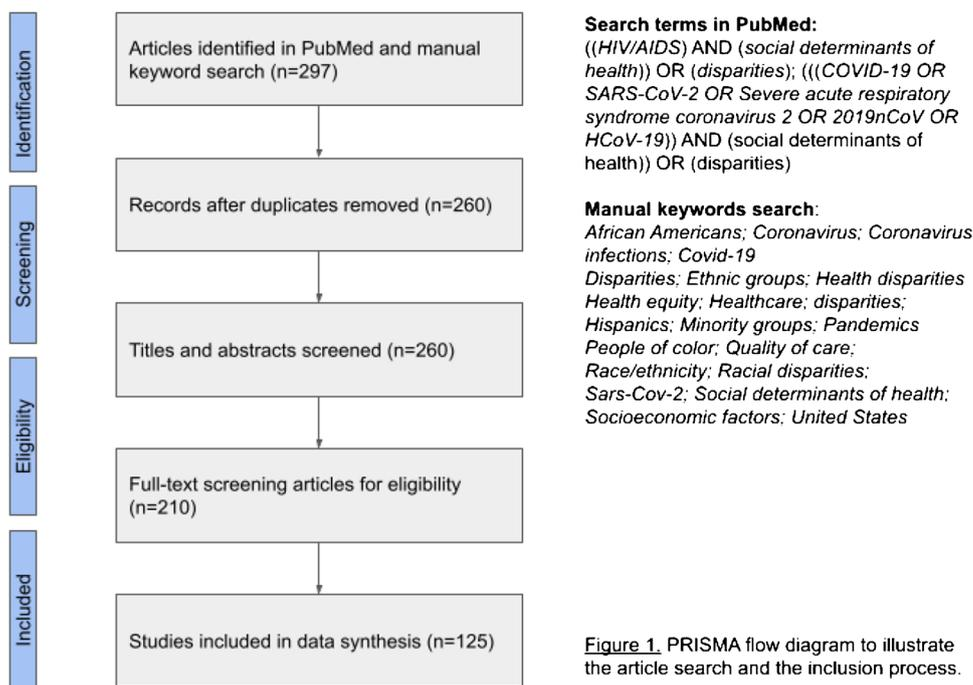 Identification
Articles identified in PubMed and manual
keyword search (n=297)
Screening
Records after duplicates removed (n=260)
Titles and abstracts screened (n=260)
Eligibility
Full-text screening articles for eligibility
(n=210)
Included
Studies included in data synthesis (n=125)
Search terms in PubMed:
((HIV/AIDS) AND (social determinants of
health)) OR (disparities); (((COVID-19 OR
SARS-CoV-2 OR Severe acute respiratory
syndrome coronavirus 2 OR 2019nCoV OR
HCoV-19)) AND (social determinants of
health)) OR (disparities)
Manual keywords search:
African Americans; Coronavirus; Coronavirus
infections; Covid-19
Disparities; Ethnic groups; Health disparities
Health equity; Healthcare; disparities;
Hispanics; Minority groups; Pandemics
People of color; Quality of care;
Race/ethnicity; Racial disparities;
Sars-Cov-2; Social determinants of health;
Socioeconomic factors; United States
Figure 1. PRISMA flow diagram to illustrate
the article search and the inclusion process.